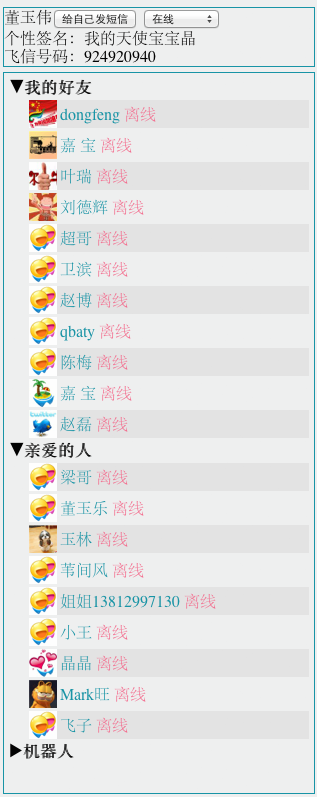 董玉伟 给自己发短信 在线
个性签名：我的天使宝宝晶
飞信号码：924920940
▼我的好友
dongfeng 离线
嘉 宝 离线
叶瑞 离线
刘德辉 离线
超哥 离线
卫滨 离线
赵博 离线
qbaty 离线
陈梅 离线
嘉 宝 离线
twitter
赵磊 离线
▼亲爱的人
梁哥 离线
董玉乐 离线
玉林 离线
苇间风 离线
姐姐13812997130 离线
小王 离线
晶晶 离线
Mark旺 离线
飞子 离线
▶机器人